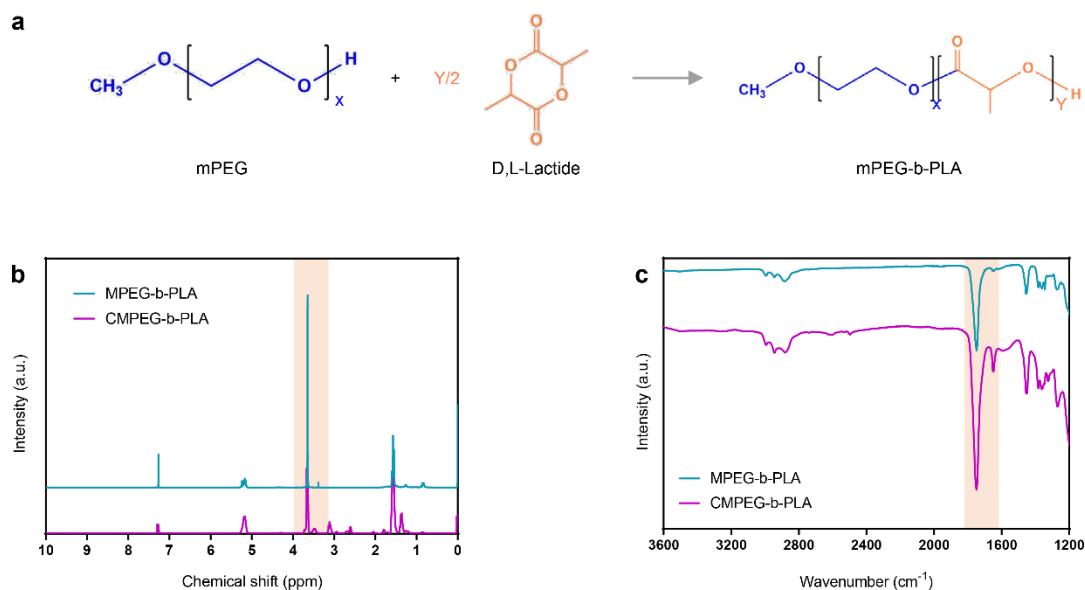 a
CH3 O [ O ]X H + Y/2 O O O O
CH3 O [ O ]X [ O O ]Y H
mPEG D,L-Lactide mPEG-b-PLA
b
MPEG-b-PLA
CMPEG-b-PLA
Intensity (a.u.)
10 9 8 7 6 5 4 3 2 1 0
Chemical shift (ppm)
c
Intensity (a.u.)
MPEG-b-PLA
CMPEG-b-PLA
3600 3200 2800 2400 2000 1600 1200
Wavenumber (cm⁻¹)